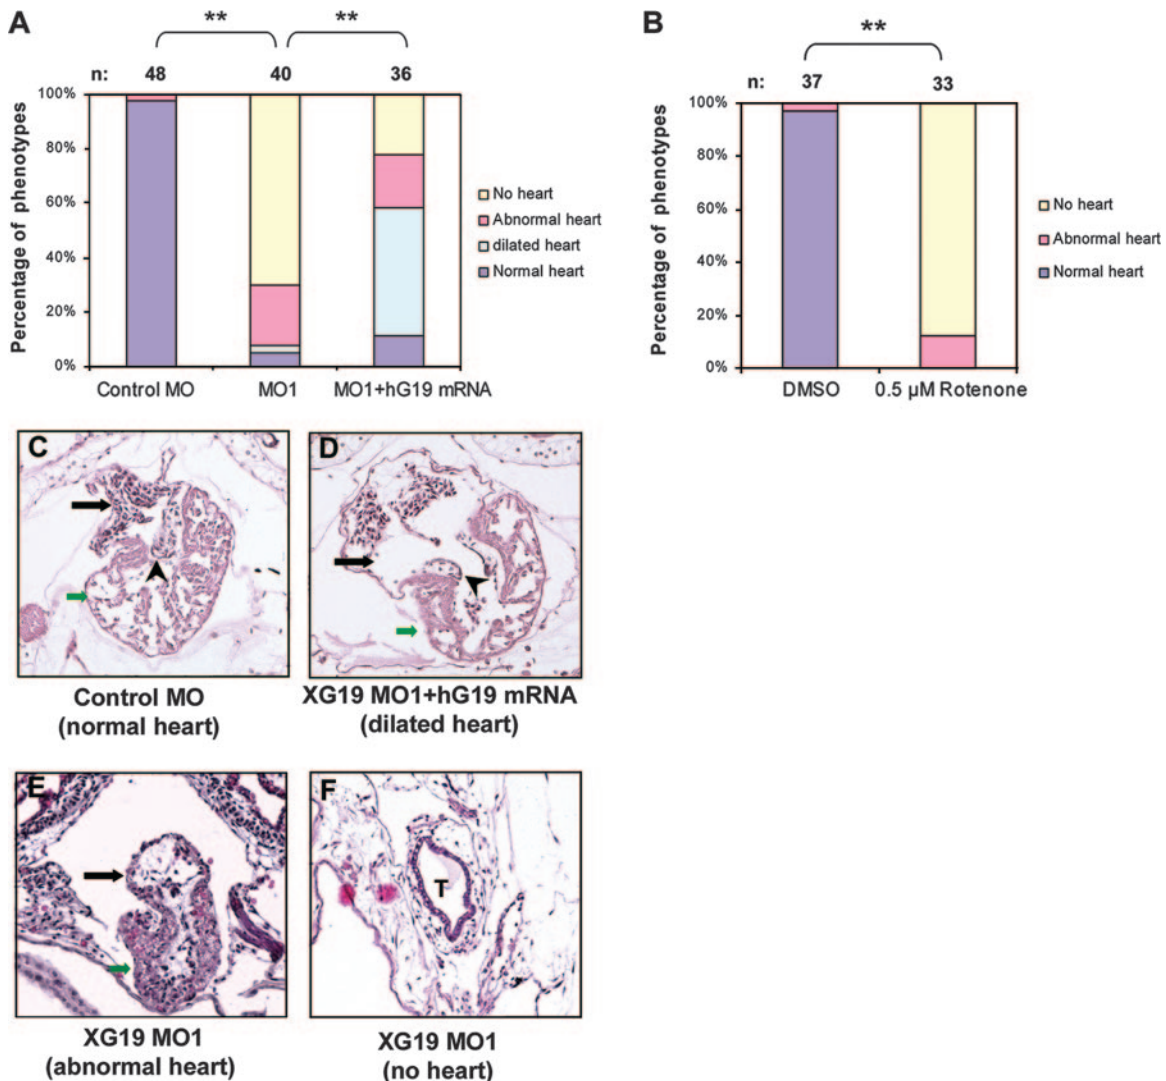 A
**
**
n: 48 40 36
100%
80%
60%
40%
20%
0%
Percentage of phenotypes
Control MO MO1 MO1+hG19 mRNA
No heart
Abnormal heart
dilated heart
Normal heart
B
**
n: 37 33
100%
80%
60%
40%
20%
0%
Percentage of phenotypes
DMSO 0.5 µM Rotenone
No heart
Abnormal heart
Normal heart
C
Control MO
(normal heart)
D
XG19 MO1+hG19 mRNA
(dilated heart)
E
XG19 MO1
(abnormal heart)
F
T
XG19 MO1
(no heart)